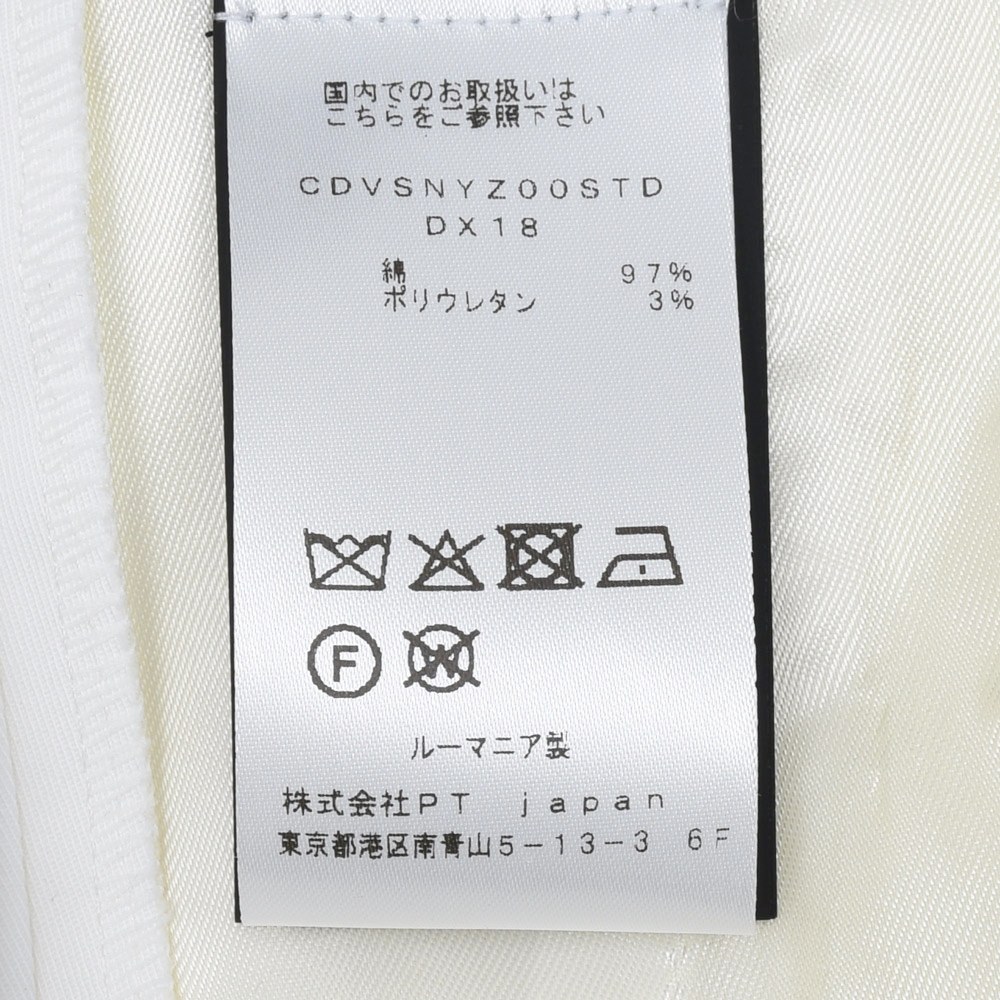 国内でのお取扱いは
こちらをご参照下さい
CDVSNYZ00STD
DX18
綿 97%
ポリウレタン 3%
F W
ルーマニア製
株式会社PT japan
東京都港区南青山5-13-3 6F